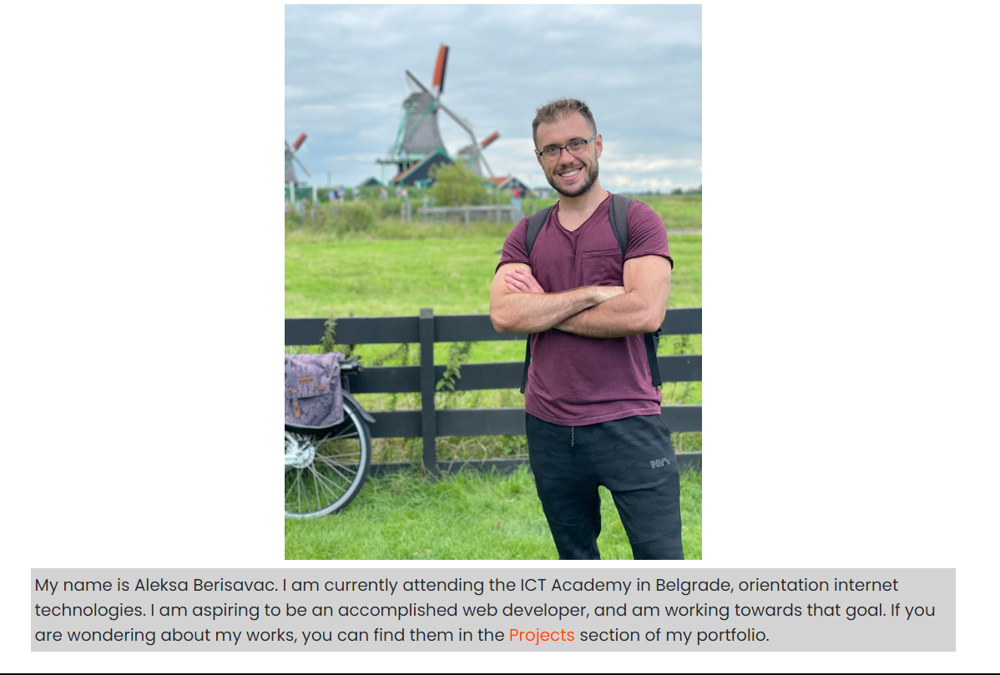 My name is Aleksa Berisavac. I am currently attending the ICT Academy in Belgrade, orientation internet
technologies. I am aspiring to be an accomplished web developer, and am working towards that goal. If you
are wondering about my works, you can find them in the Projects section of my portfolio.